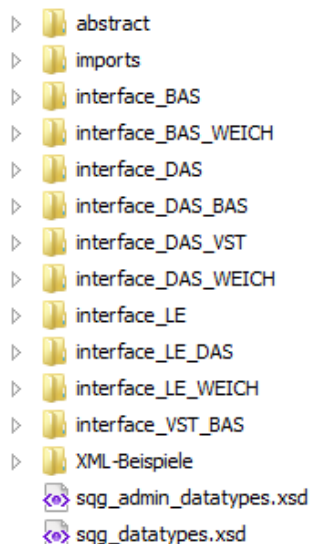 abstract
imports
interface_BAS
interface_BAS_WEICH
interface_DAS
interface_DAS_BAS
interface_DAS_VST
interface_DAS_WEICH
interface_LE
interface_LE_DAS
interface_LE_WEICH
interface_VST_BAS
XML-Beispiele
sqg_admin_datatypes.xsd
sqg_datatypes.xsd